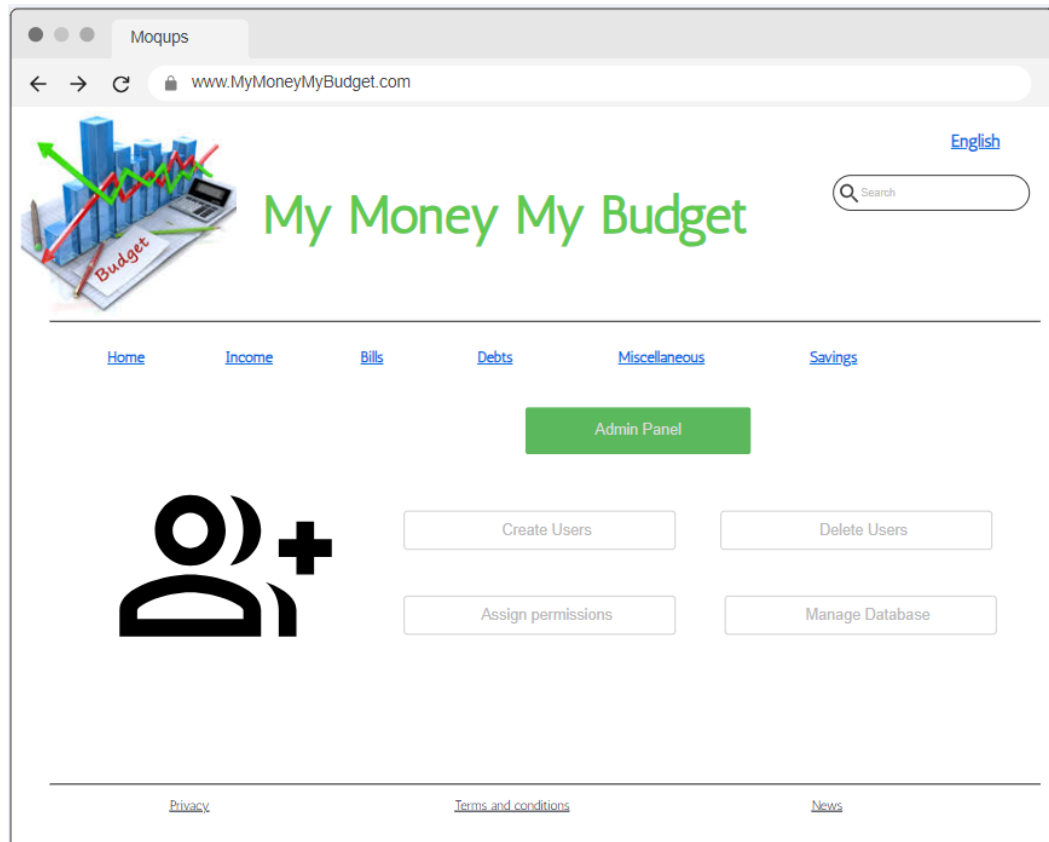 Moqups
www.MyMoneyMyBudget.com
English
Search
My Money My Budget
Budget
Home Income Bills Debts Miscellaneous Savings
Admin Panel
Create Users Delete Users
Assign permissions Manage Database
Privacy Terms and conditions News